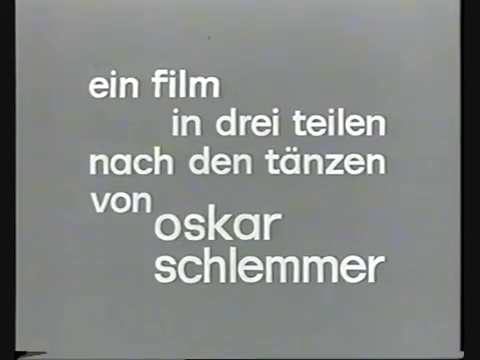 ein film
in drei teilen
nach den tänzen
von
oskar
schlemmer